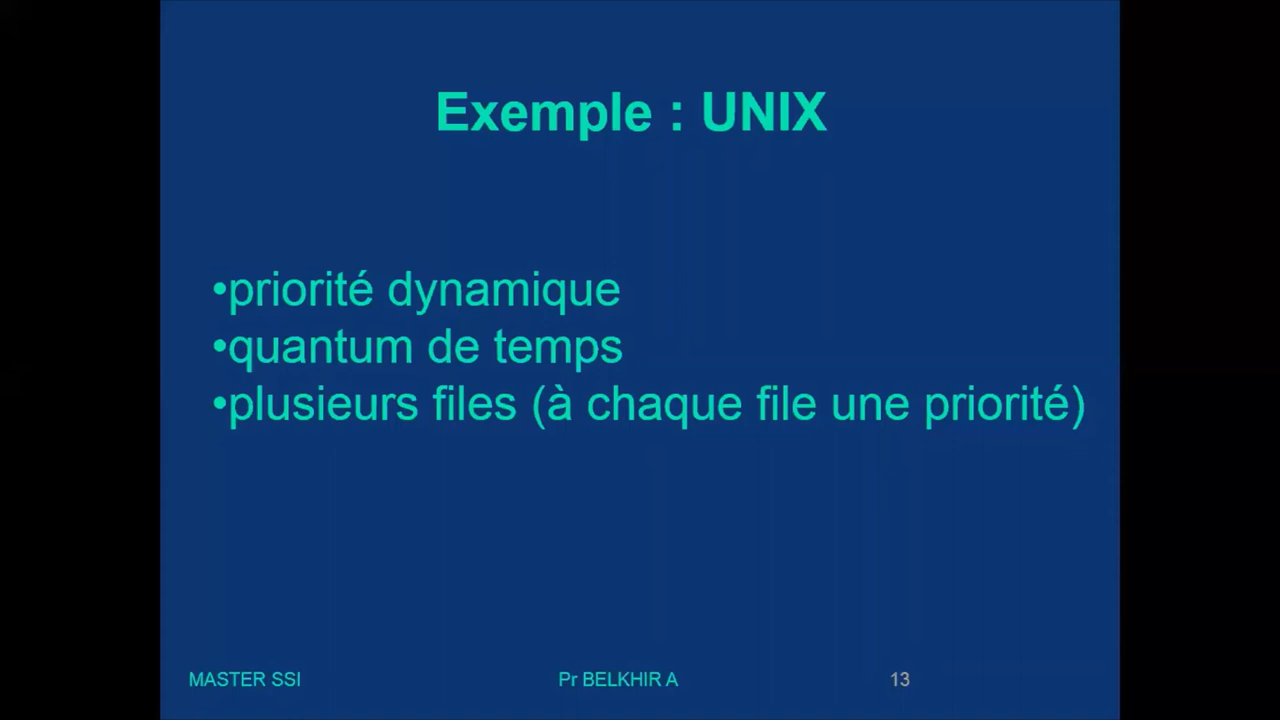 Exemple : UNIX
•priorité dynamique
•quantum de temps
•plusieurs files (à chaque file une priorité)
MASTER SSI
Pr BELKHIR A
13